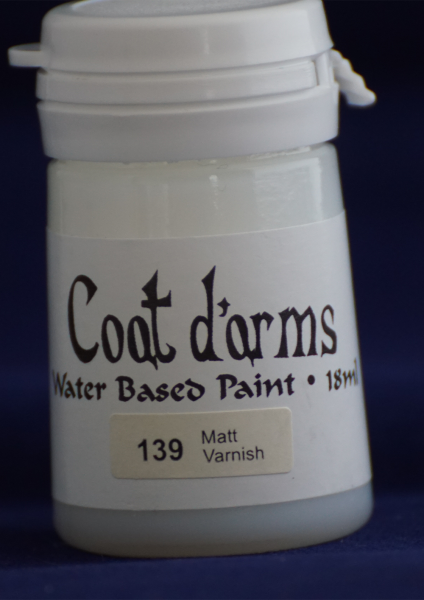 Coat d'arms
Water Based Paint • 18ml
139 Matt
Varnish